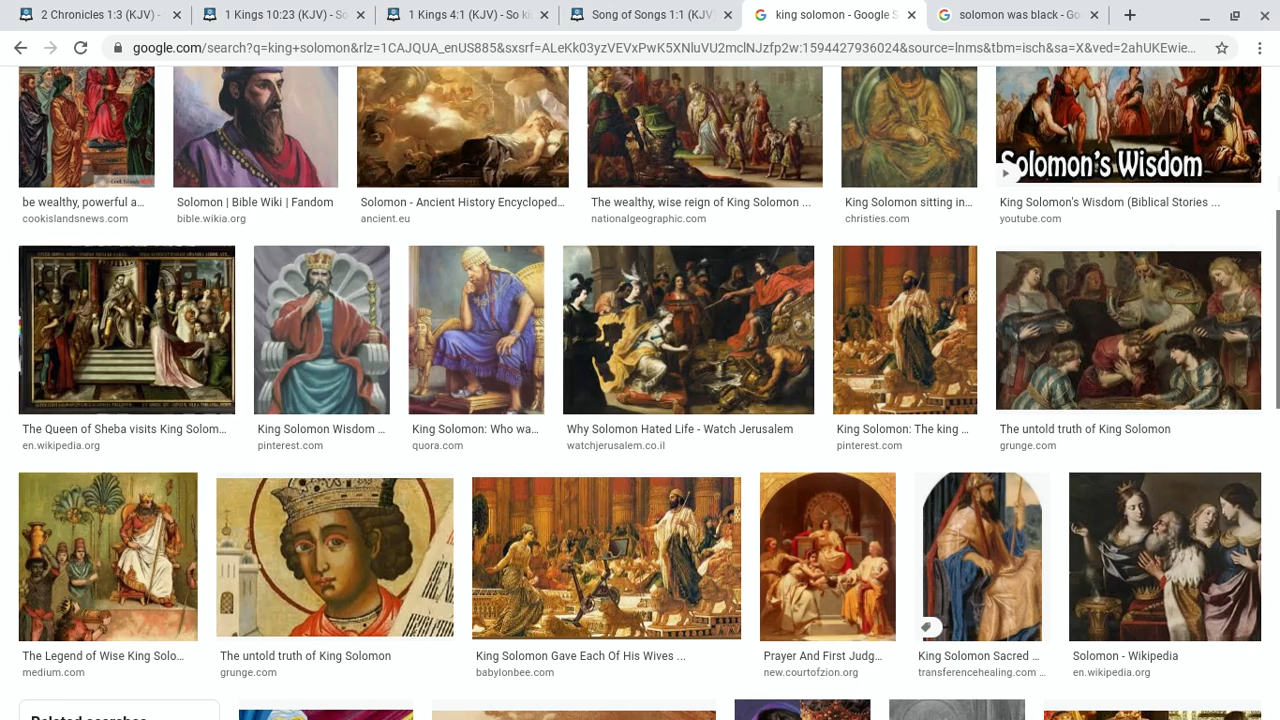 2 Chronicles 1:3 (KJV) -
1 Kings 10:23 (KJV) - So
1 Kings 4:1 (KJV) - So ki
Song of Songs 1:1 (KJV)
king solomon - Google S
solomon was black - Go
google.com/search?q=king+solomon&rlz=1CAJQUA_enUS885&sxsrf=ALeKk03yzVEVxPwK5XNluVU2mclNJzfp2w:1594427936024&source=lnms&tbm=isch&sa=X&ved=2ahUKEwie...
Solomon's Wisdom
be wealthy, powerful a...
cookislandsnews.com
Solomon | Bible Wiki | Fandom
bible.wikia.org
Solomon - Ancient History Encycloped...
ancient.eu
The wealthy, wise reign of King Solomon ...
nationalgeographic.com
King Solomon sitting in...
christies.com
King Solomon's Wisdom (Biblical Stories ...
youtube.com
The Queen of Sheba visits King Solom...
en.wikipedia.org
King Solomon Wisdom ...
pinterest.com
King Solomon: Who wa...
quora.com
Why Solomon Hated Life - Watch Jerusalem
watchjerusalem.co.il
King Solomon: The king ...
pinterest.com
The untold truth of King Solomon
grunge.com
The Legend of Wise King Solo...
medium.com
The untold truth of King Solomon
grunge.com
King Solomon Gave Each Of His Wives ...
babylonbee.com
Prayer And First Judg...
new.courtofzion.org
King Solomon Sacred ...
transferencehealing.com ...
Solomon - Wikipedia
en.wikipedia.org
Related searches